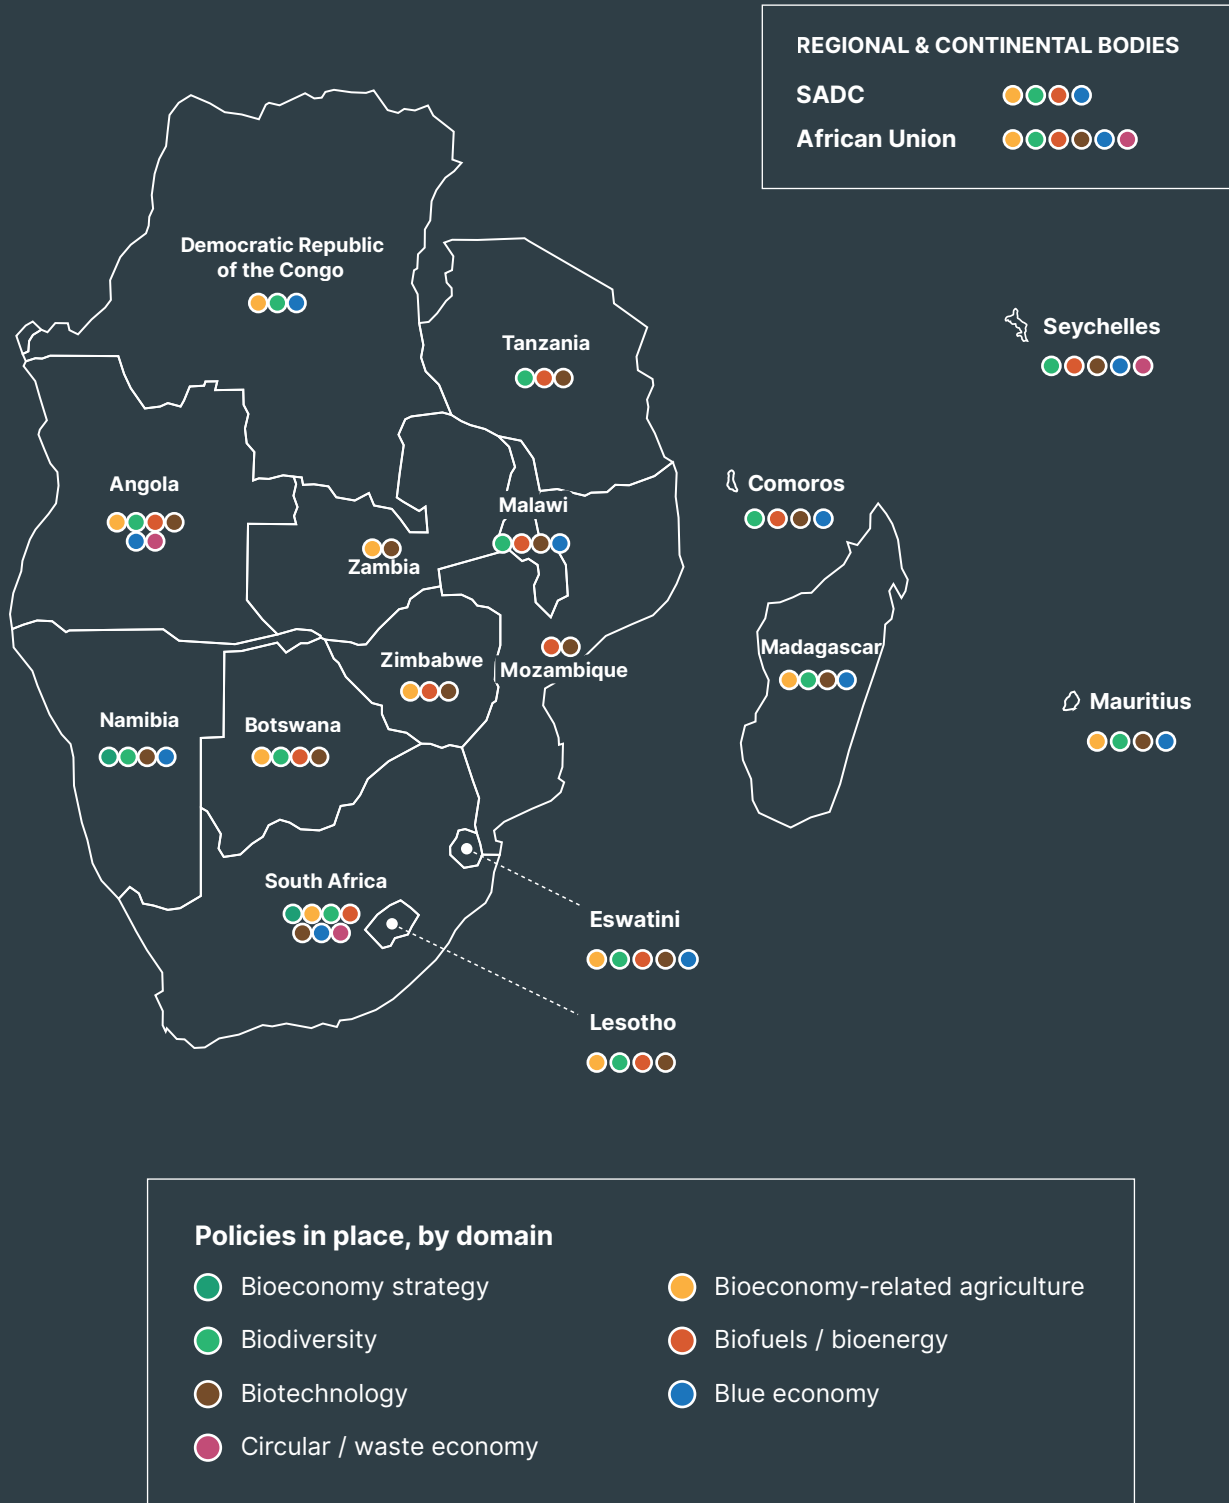 REGIONAL & CONTINENTAL BODIES
SADC
African Union
Democratic Republic
of the Congo
Tanzania
Seychelles
Angola
Malawi
Comoros
Zambia
Zimbabwe
Mozambique
Madagascar
Namibia
Botswana
Mauritius
South Africa
Eswatini
Lesotho
Policies in place, by domain
Bioeconomy strategy
Bioeconomy-related agriculture
Biodiversity
Biofuels / bioenergy
Biotechnology
Blue economy
Circular / waste economy